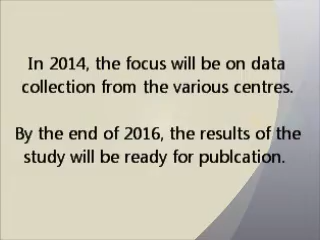 In 2014, the focus will be on data
collection from the various centres.
By the end of 2016, the results of the
study will be ready for publcation.